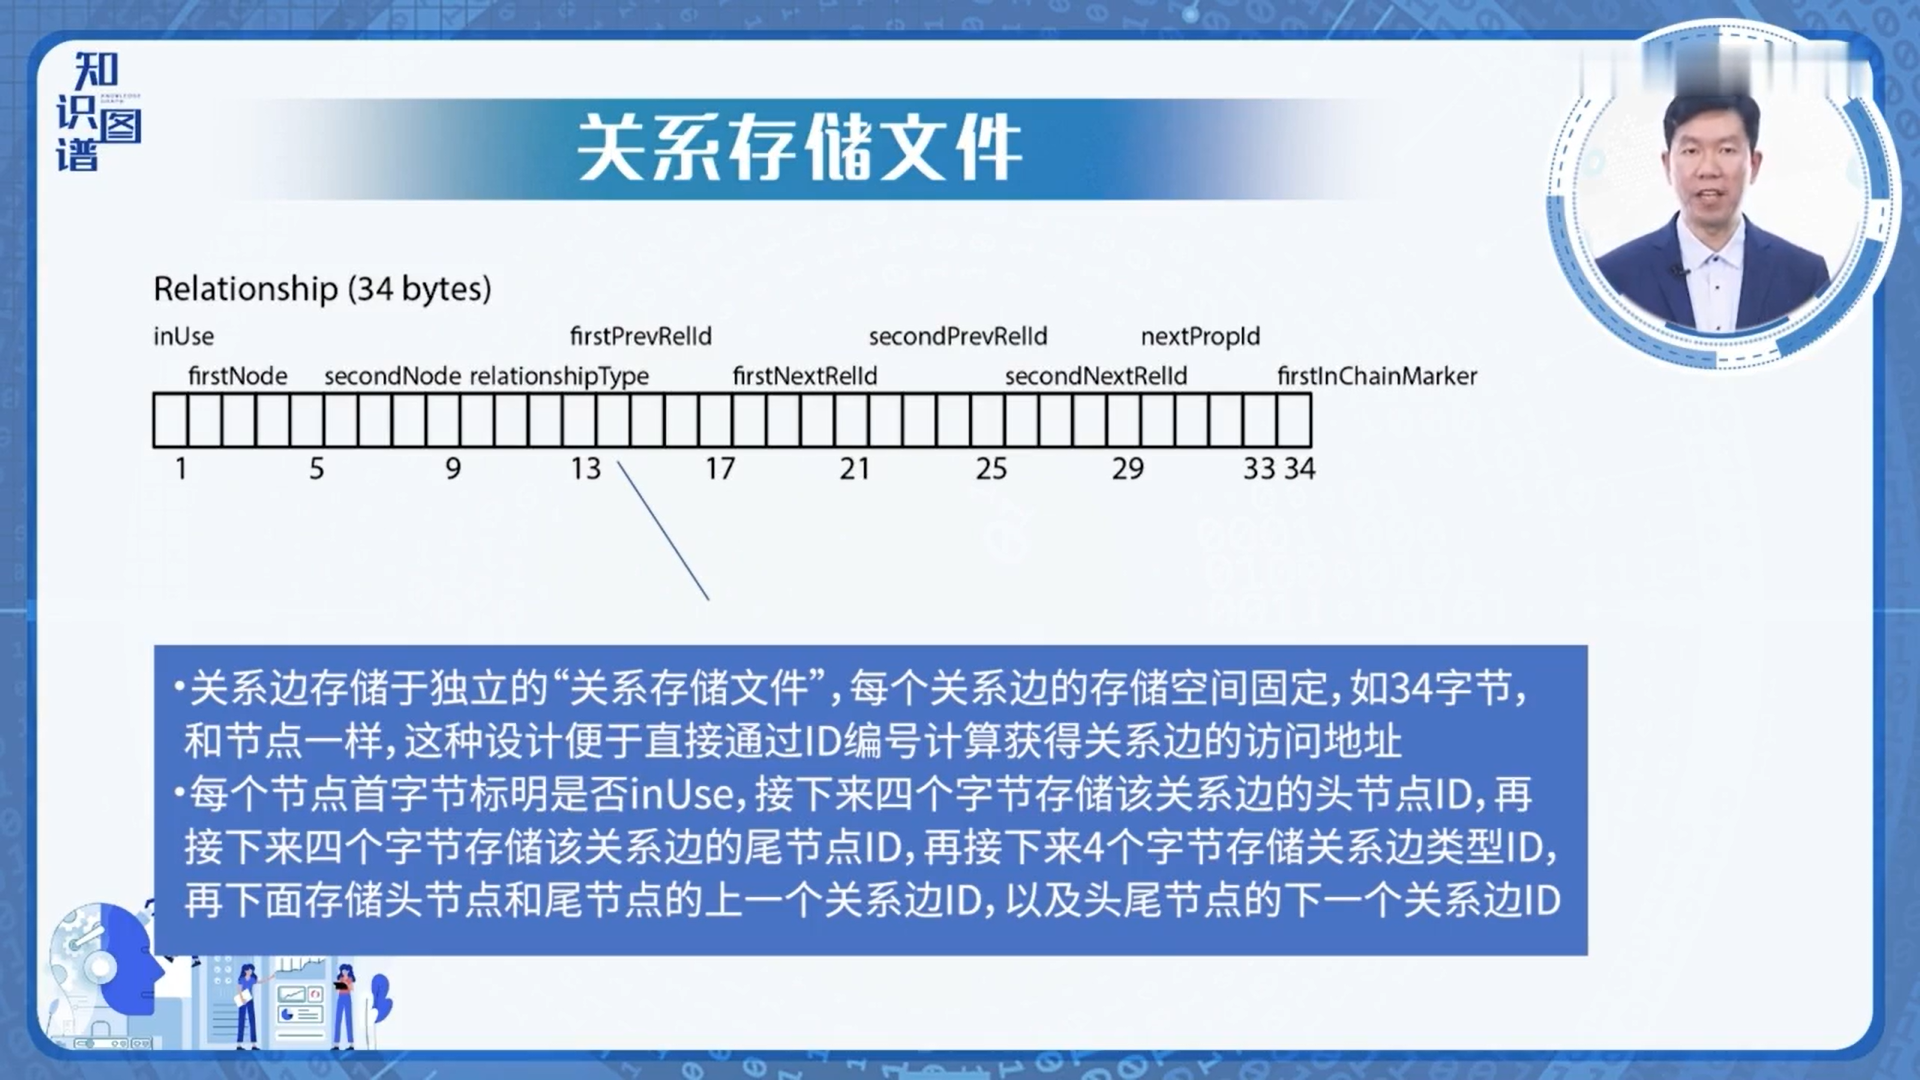 知识图谱
KNOWLEDGE GRAPH
关系存储文件
Relationship (34 bytes)
inUse firstPrevRelId secondPrevRelId nextPropId
firstNode secondNode relationshipType firstNextRelId secondNextRelId firstInChainMarker
1 5 9 13 17 21 25 29 33 34
•关系边存储于独立的“关系存储文件”，每个关系边的存储空间固定，如34字节，
和节点一样，这种设计便于直接通过ID编号计算获得关系边的访问地址
•每个节点首字节标明是否inUse，接下来四个字节存储该关系边的头节点ID，再
接下来四个字节存储该关系边的尾节点ID，再接下来4个字节存储关系边类型ID，
再下面存储头节点和尾节点的上一个关系边ID，以及头尾节点的下一个关系边ID